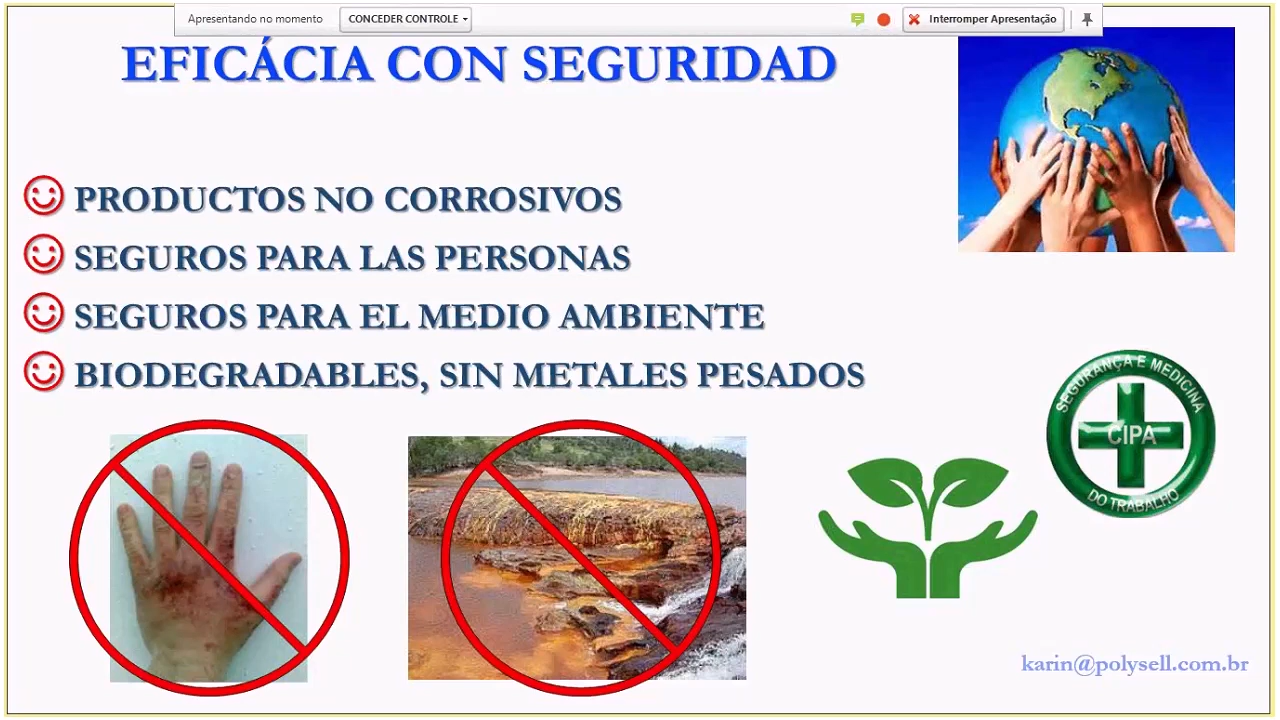 Apresentando no momento
CONCEDER CONTROLE
Interromper Apresentação
EFICÁCIA CON SEGURIDAD
PRODUCTOS NO CORROSIVOS
SEGUROS PARA LAS PERSONAS
SEGUROS PARA EL MEDIO AMBIENTE
BIODEGRADABLES, SIN METALES PESADOS
SEGURANÇA E MEDICINA
CIPA
DO TRABALHO
karin@polysell.com.br